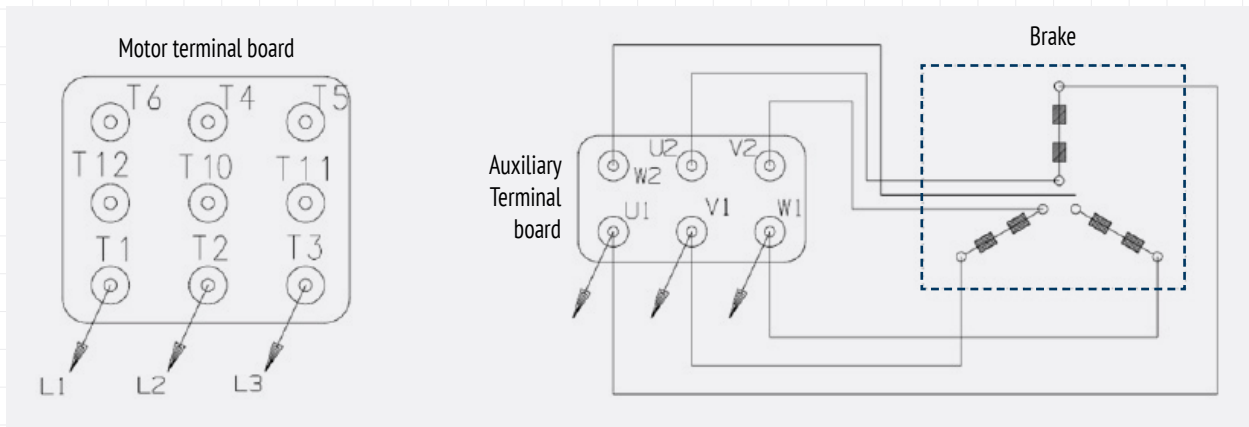 Motor terminal board
T6 T4 T5
T12 T10 T11
T1 T2 T3
L1 L2 L3
Brake
Auxiliary
Terminal
board
W2 U2 V2
U1 V1 W1